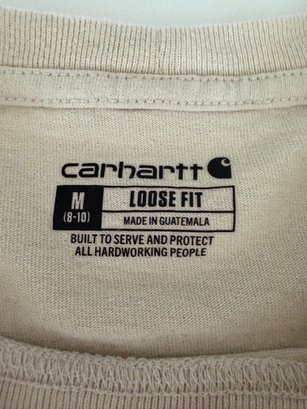 carhartt
M
(8-10)
LOOSE FIT
MADE IN GUATEMALA
BUILT TO SERVE AND PROTECT
ALL HARDWORKING PEOPLE